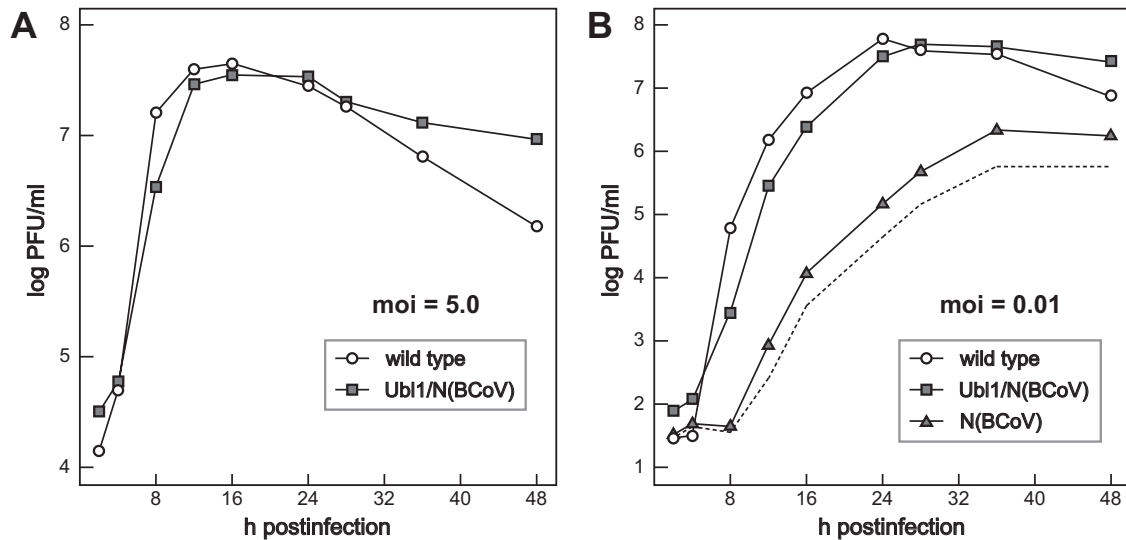 A
8
7
6
5
4
log PFU/ml
moi = 5.0
wild type
Ubl1/N(BCoV)
8 16 24 32 40 48
h postinfection
B
8
7
6
5
4
3
2
1
log PFU/ml
moi = 0.01
wild type
Ubl1/N(BCoV)
N(BCoV)
8 16 24 32 40 48
h postinfection